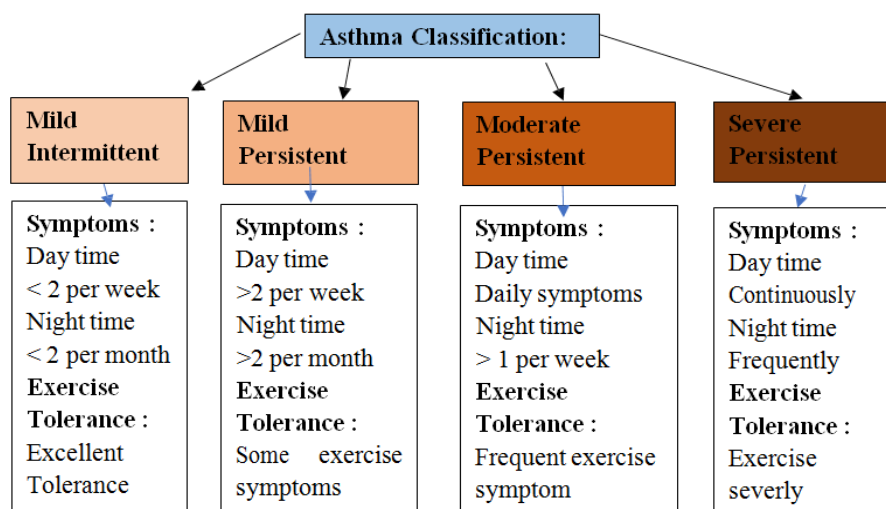 Asthma Classification:
Mild
Intermittent
Symptoms :
Day time
< 2 per week
Night time
< 2 per month
Exercise
Tolerance :
Excellent
Tolerance
Mild
Persistent
Symptoms :
Day time
>2 per week
Night time
>2 per month
Exercise
Tolerance :
Some exercise
symptoms
Moderate
Persistent
Symptoms :
Day time
Daily symptoms
Night time
> 1 per week
Exercise
Tolerance :
Frequent exercise
symptom
Severe
Persistent
Symptoms :
Day time
Continuously
Night time
Frequently
Exercise
Tolerance :
Exercise
severly